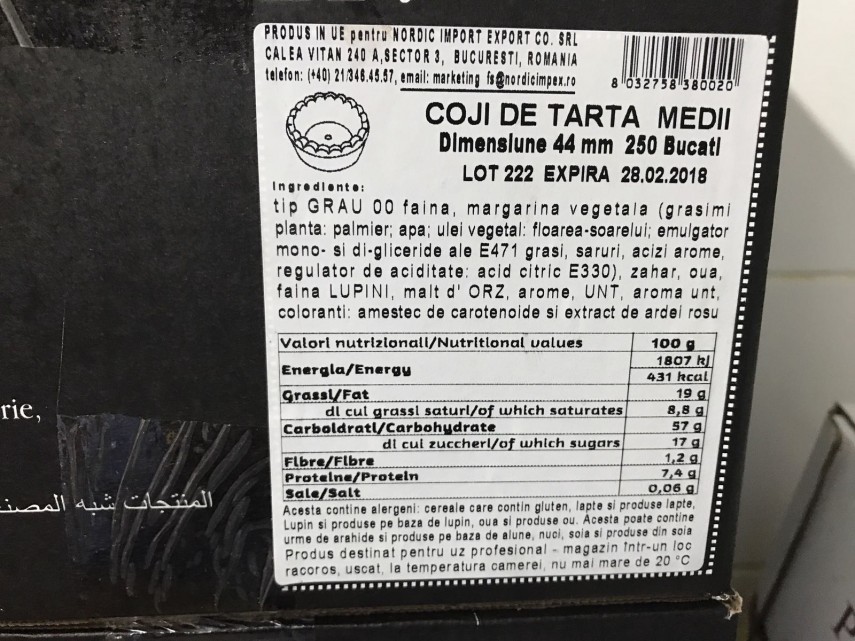 PRODUS IN UE pentru NORDIC IMPORT EXPORT CO. SRL
CALEA VITAN 240 A,SECTOR 3, BUCURESTI, ROMANIA
telefon: (+40) 21/346.45.57, email: marketing fs@nordicimpex.ro
8 032758 380020
COJI DE TARTA MEDII
Dimensiune 44 mm 250 Bucati
LOT 222 EXPIRA 28.02.2018
Ingrediente:
tip GRAU 00 faina, margarina vegetala (grasimi
planta: palmier; apa; ulei vegetal: floarea-soarelui; emulgator
mono- si di-gliceride ale E471 grasi, saruri, acizi arome,
regulator de aciditate: acid citric E330), zahar, oua,
faina LUPINI, malt d' ORZ, arome, UNT, aroma unt,
coloranti: amestec de carotenoide si extract de ardei rosu
Valori nutrizionali/Nutritional values 100 g
Energia/Energy 1807 kj
431 kcal
Grassi/Fat 19 g
di cui grassi saturi/of which saturates 8,8 g
Carboidrati/Carbohydrate 57 g
di cui zuccheri/of which sugars 17 g
Fibre/Fibre 1,2 g
Proteine/Protein 7,4 g
Sale/Salt 0,06 g
Acesta contine alergeni: cereale care contin gluten, lapte si produse lapte,
Lupin si produse pe baza de lupin, oua si produse ou. Acesta poate contine
urme de arahide si produse pe baza de alune, nuci, soia si produse din soia
Produs destinat pentru uz profesional - magazin într-un loc
racoros, uscat, la temperatura camerei, nu mai mare de 20 °C
rie,
المنتجات شبه المصنعة